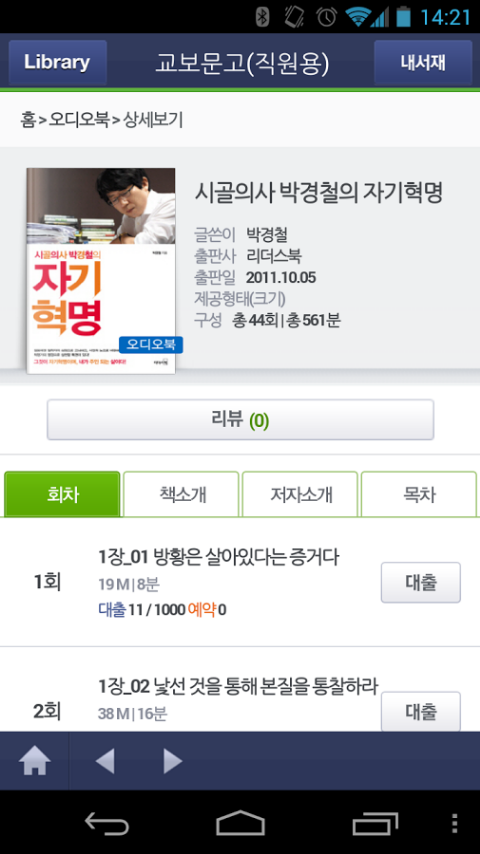 14:21
Library
교보문고(직원용)
내서재
홈 > 오디오북 > 상세보기
시골의사 박경철의
자기
혁명
오디오북
시골의사 박경철의 자기혁명
글쓴이 박경철
출판사 리더스북
출판일 2011.10.05
제공형태(크기)
구성 총 44회 | 총 561분
리뷰 (0)
회차
책소개
저자소개
목차
1회
1장_01 방황은 살아있다는 증거다
19 M | 8분
대출 11 / 1000 예약 0
대출
2회
1장_02 낯선 것을 통해 본질을 통찰하라
38 M | 16분
대출